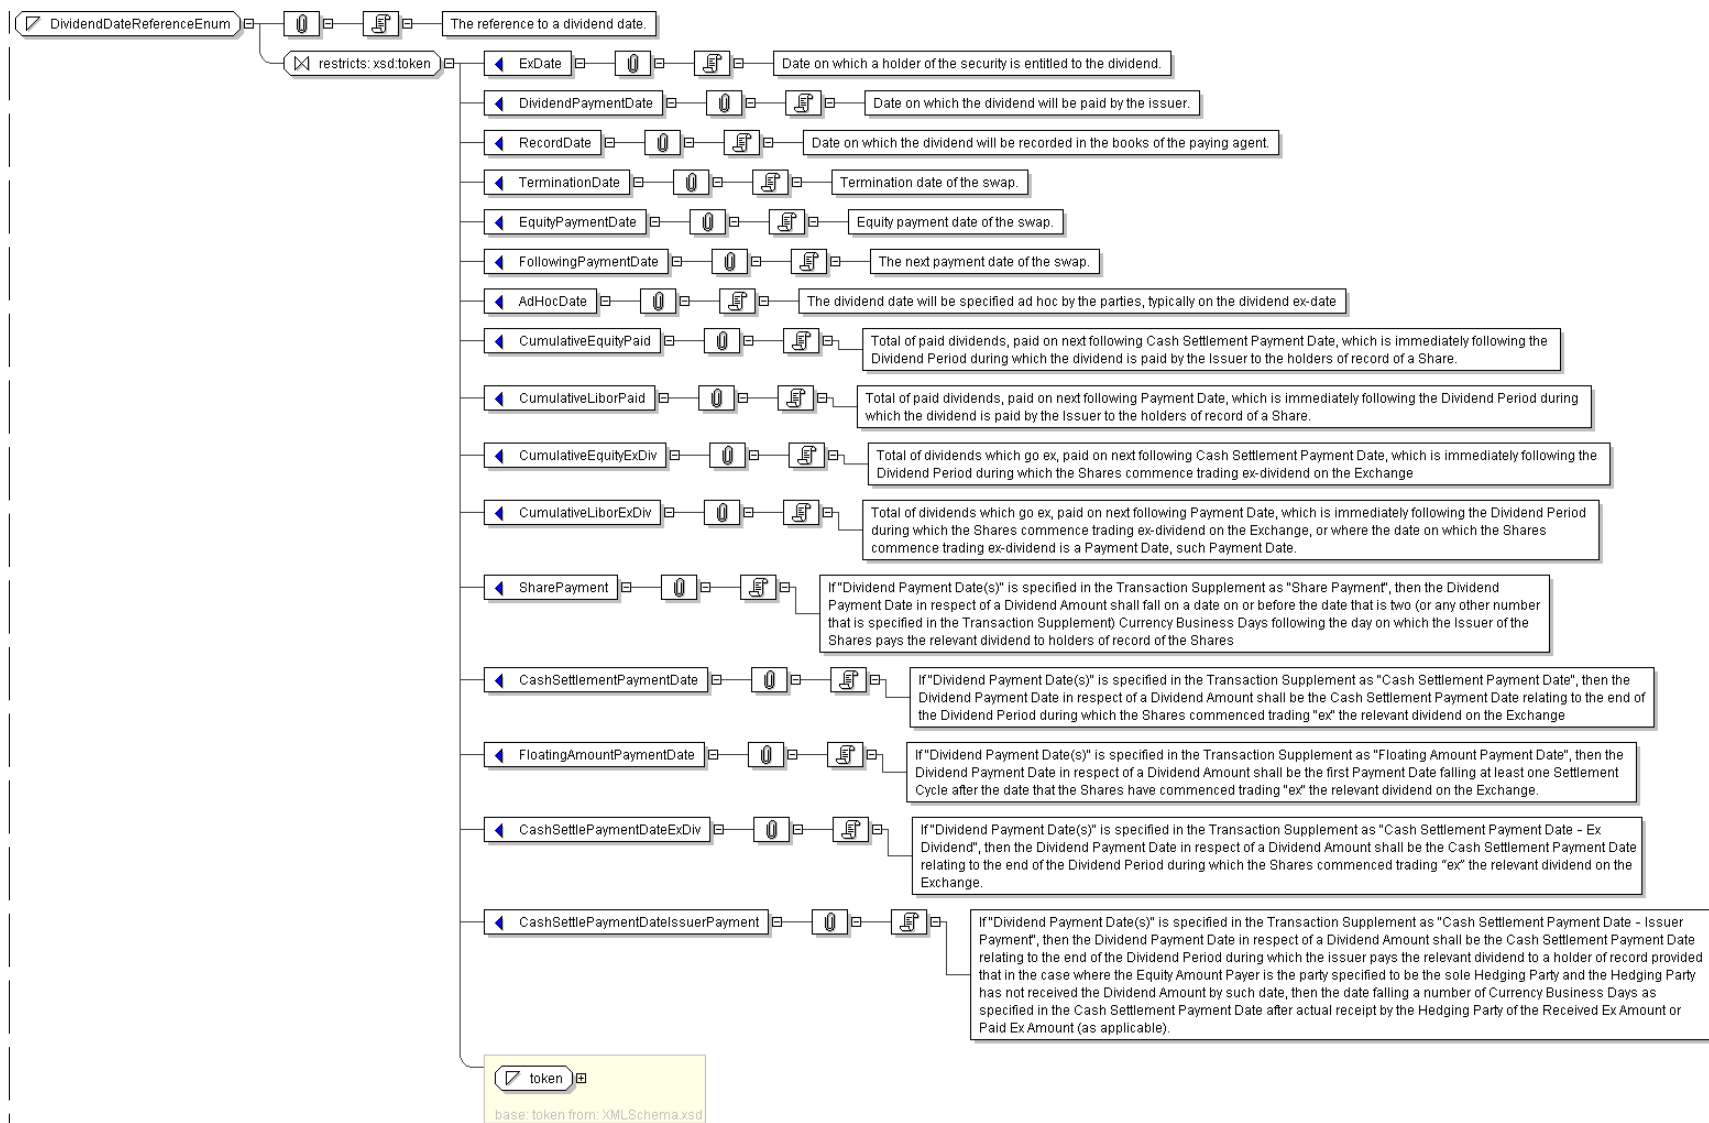 DividendDateReferenceEnum
The reference to a dividend date.
restricts: xsd:token
ExDate
Date on which a holder of the security is entitled to the dividend.
DividendPaymentDate
Date on which the dividend will be paid by the issuer.
RecordDate
Date on which the dividend will be recorded in the books of the paying agent.
TerminationDate
Termination date of the swap.
EquityPaymentDate
Equity payment date of the swap.
FollowingPaymentDate
The next payment date of the swap.
AdHocDate
The dividend date will be specified ad hoc by the parties, typically on the dividend ex-date
CumulativeEquityPaid
Total of paid dividends, paid on next following Cash Settlement Payment Date, which is immediately following the
Dividend Period during which the dividend is paid by the Issuer to the holders of record of a Share.
CumulativeLiborPaid
Total of paid dividends, paid on next following Payment Date, which is immediately following the Dividend Period during
which the dividend is paid by the Issuer to the holders of record of a Share.
CumulativeEquityExDiv
Total of dividends which go ex, paid on next following Cash Settlement Payment Date, which is immediately following the
Dividend Period during which the Shares commence trading ex-dividend on the Exchange
CumulativeLiborExDiv
Total of dividends which go ex, paid on next following Payment Date, which is immediately following the Dividend Period
during which the Shares commence trading ex-dividend on the Exchange, or where the date on which the Shares
commence trading ex-dividend is a Payment Date, such Payment Date.
SharePayment
If "Dividend Payment Date(s)" is specified in the Transaction Supplement as "Share Payment", then the Dividend
Payment Date in respect of a Dividend Amount shall fall on a date on or before the date that is two (or any other number
that is specified in the Transaction Supplement) Currency Business Days following the day on which the Issuer of the
Shares pays the relevant dividend to holders of record of the Shares
CashSettlementPaymentDate
If "Dividend Payment Date(s)" is specified in the Transaction Supplement as "Cash Settlement Payment Date", then the
Dividend Payment Date in respect of a Dividend Amount shall be the Cash Settlement Payment Date relating to the end of
the Dividend Period during which the Shares commenced trading "ex" the relevant dividend on the Exchange
FloatingAmountPaymentDate
If "Dividend Payment Date(s)" is specified in the Transaction Supplement as "Floating Amount Payment Date", then the
Dividend Payment Date in respect of a Dividend Amount shall be the first Payment Date falling at least one Settlement
Cycle after the date that the Shares have commenced trading "ex" the relevant dividend on the Exchange.
CashSettlePaymentDateExDiv
If "Dividend Payment Date(s)" is specified in the Transaction Supplement as "Cash Settlement Payment Date – Ex
Dividend", then the Dividend Payment Date in respect of a Dividend Amount shall be the Cash Settlement Payment Date
relating to the end of the Dividend Period during which the Shares commenced trading “ex” the relevant dividend on the
Exchange.
CashSettlePaymentDateIssuerPayment
If "Dividend Payment Date(s)" is specified in the Transaction Supplement as "Cash Settlement Payment Date – Issuer
Payment", then the Dividend Payment Date in respect of a Dividend Amount shall be the Cash Settlement Payment Date
relating to the end of the Dividend Period during which the issuer pays the relevant dividend to a holder of record provided
that in the case where the Equity Amount Payer is the party specified to be the sole Hedging Party and the Hedging Party
has not received the Dividend Amount by such date, then the date falling a number of Currency Business Days as
specified in the Cash Settlement Payment Date after actual receipt by the Hedging Party of the Received Ex Amount or
Paid Ex Amount (as applicable).
token
base: token from: XMLSchema.xsd